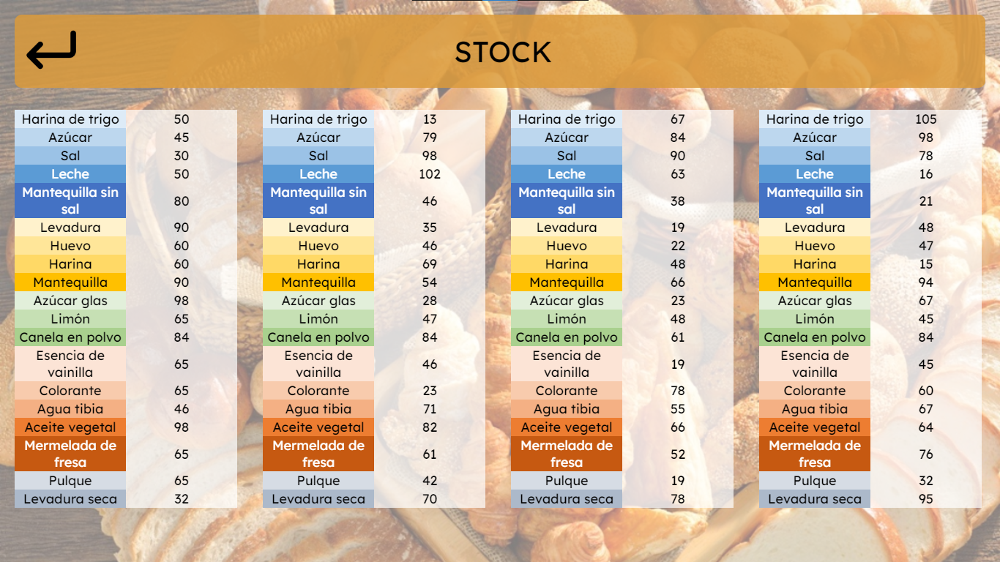 STOCK
Harina de trigo 50
Azúcar 45
Sal 30
Leche 50
Mantequilla sin
sal 80
Levadura 90
Huevo 60
Harina 60
Mantequilla 90
Azúcar glas 98
Limón 65
Canela en polvo 84
Esencia de
vainilla 65
Colorante 65
Agua tibia 46
Aceite vegetal 98
Mermelada de
fresa 65
Pulque 65
Levadura seca 32
Harina de trigo 13
Azúcar 79
Sal 98
Leche 102
Mantequilla sin
sal 46
Levadura 35
Huevo 46
Harina 69
Mantequilla 54
Azúcar glas 28
Limón 47
Canela en polvo 84
Esencia de
vainilla 46
Colorante 23
Agua tibia 71
Aceite vegetal 82
Mermelada de
fresa 61
Pulque 42
Levadura seca 70
Harina de trigo 67
Azúcar 84
Sal 90
Leche 63
Mantequilla sin
sal 38
Levadura 19
Huevo 22
Harina 48
Mantequilla 66
Azúcar glas 23
Limón 48
Canela en polvo 61
Esencia de
vainilla 19
Colorante 78
Agua tibia 55
Aceite vegetal 66
Mermelada de
fresa 52
Pulque 19
Levadura seca 78
Harina de trigo 105
Azúcar 98
Sal 78
Leche 16
Mantequilla sin
sal 21
Levadura 48
Huevo 47
Harina 15
Mantequilla 94
Azúcar glas 67
Limón 45
Canela en polvo 84
Esencia de
vainilla 45
Colorante 60
Agua tibia 67
Aceite vegetal 64
Mermelada de
fresa 76
Pulque 32
Levadura seca 95